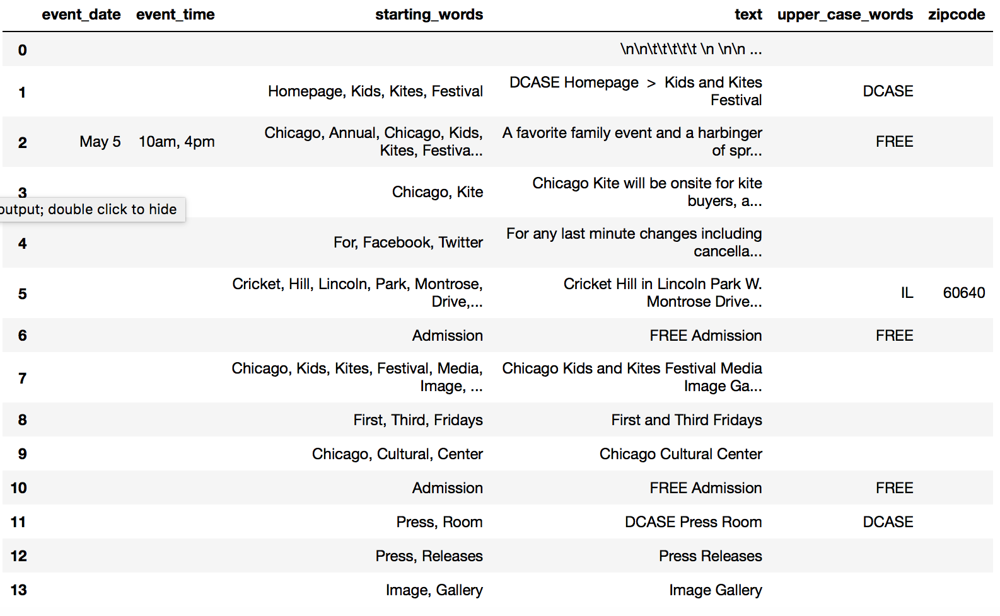 event_date event_time starting_words text upper_case_words zipcode
0 \n\n\t\t\t\t\t \n \n\n ...
1 Homepage, Kids, Kites, Festival DCASE Homepage > Kids and Kites DCASE
Festival
2 May 5 10am, 4pm Chicago, Annual, Chicago, Kids, A favorite family event and a harbinger FREE
Kites, Festiva... of spr...
3 Chicago, Kite Chicago Kite will be onsite for kite
buyers, a...
output; double click to hide
4 For, Facebook, Twitter For any last minute changes including
cancella...
5 Cricket, Hill, Lincoln, Park, Montrose, Cricket Hill in Lincoln Park W. IL 60640
Drive,... Montrose Drive...
6 Admission FREE Admission FREE
7 Chicago, Kids, Kites, Festival, Media, Chicago Kids and Kites Festival Media
Image, ... Image Ga...
8 First, Third, Fridays First and Third Fridays
9 Chicago, Cultural, Center Chicago Cultural Center
10 Admission FREE Admission FREE
11 Press, Room DCASE Press Room DCASE
12 Press, Releases Press Releases
13 Image, Gallery Image Gallery